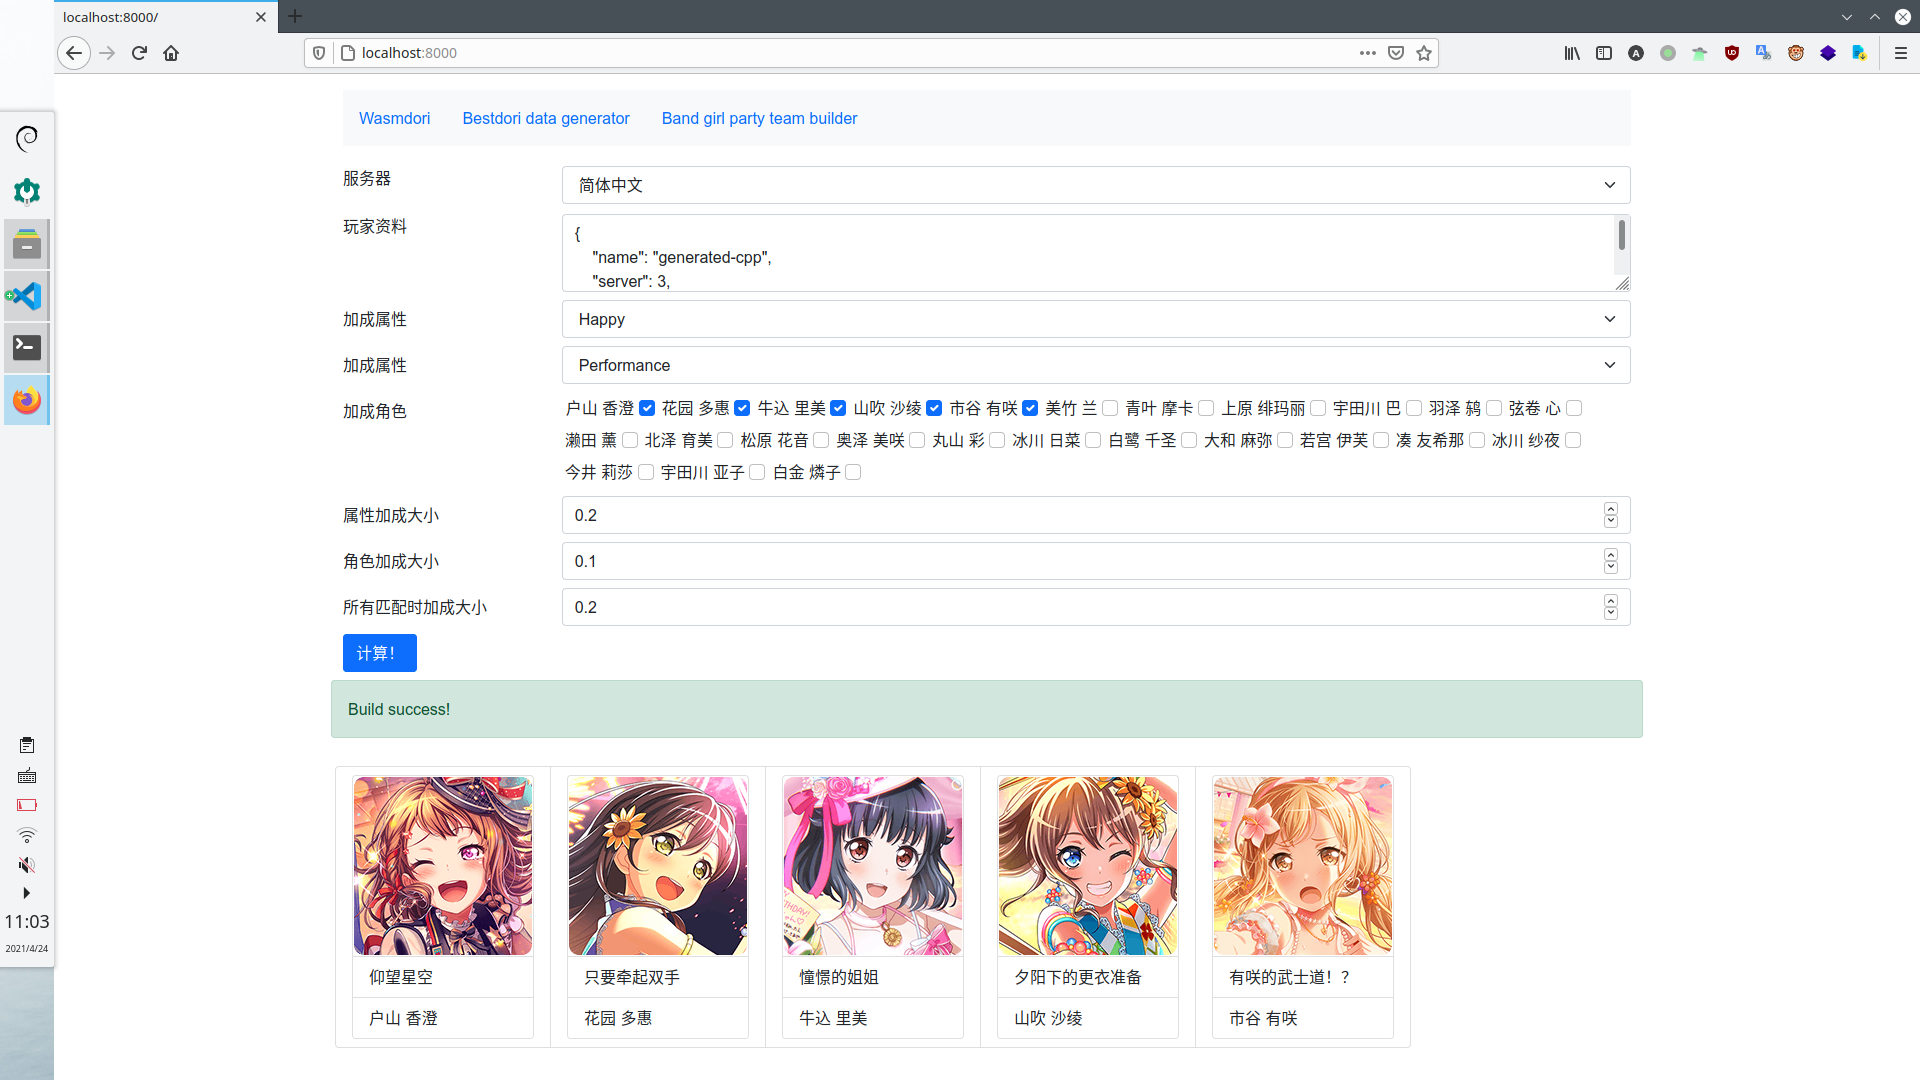 localhost:8000/
localhost:8000
Wasmdori Bestdori data generator Band girl party team builder
服务器
简体中文
玩家资料
{
"name": "generated-cpp",
"server": 3,
加成属性
Happy
加成属性
Performance
加成角色
户山 香澄 花园 多惠 牛込 里美 山吹 沙绫 市谷 有咲 美竹 兰 青叶 摩卡 上原 绯玛丽 宇田川 巴 羽泽 鸫 弦卷 心
濑田 薫 北泽 育美 松原 花音 奥泽 美咲 丸山 彩 冰川 日菜 白鹭 千圣 大和 麻弥 若宫 伊芙 凑 友希那 冰川 纱夜
今井 莉莎 宇田川 亚子 白金 燐子
属性加成大小
0.2
角色加成大小
0.1
所有匹配时加成大小
0.2
计算!
Build success!
仰望星空
户山 香澄
只要牵起双手
花园 多惠
憧憬的姐姐
牛込 里美
夕阳下的更衣准备
山吹 沙绫
有咲的武士道!?
市谷 有咲
11:03
2021/4/24